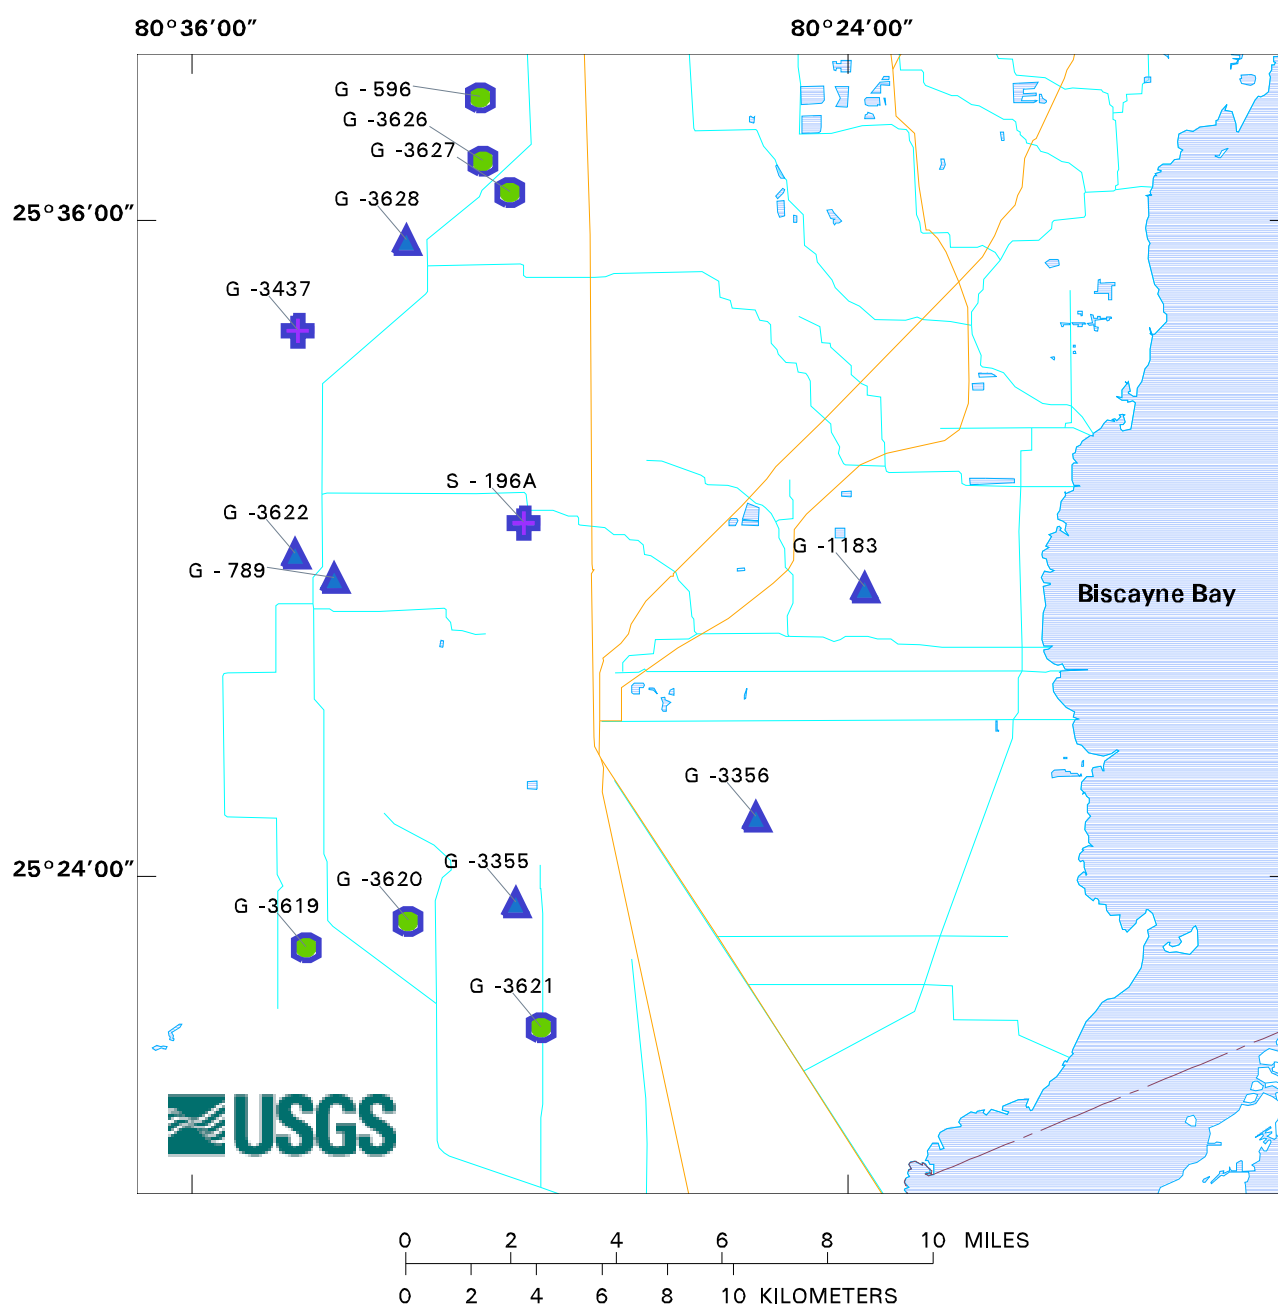 80°36'00" 80°24'00"
G - 596
G -3626
G -3627
G -3628
25°36'00"
G -3437
S - 196A
G -3622
G -1183
G - 789
Biscayne Bay
G -3356
G -3355
25°24'00"
G -3620
G -3619
G -3621
USGS
0 2 4 6 8 10 MILES
0 2 4 6 8 10 KILOMETERS